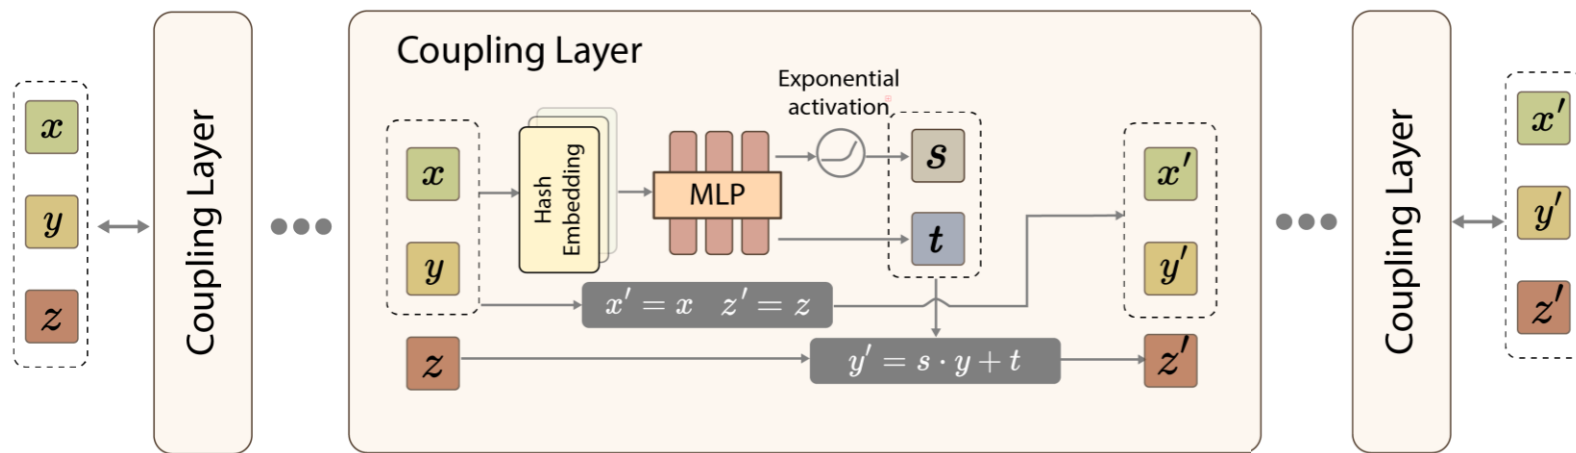 x
y
z
Coupling Layer
Coupling Layer
x
y
z
Hash
Embedding
MLP
Exponential
activation
s
t
x' = x   z' = z
y' = s · y + t
x'
y'
z'
Coupling Layer
x'
y'
z'